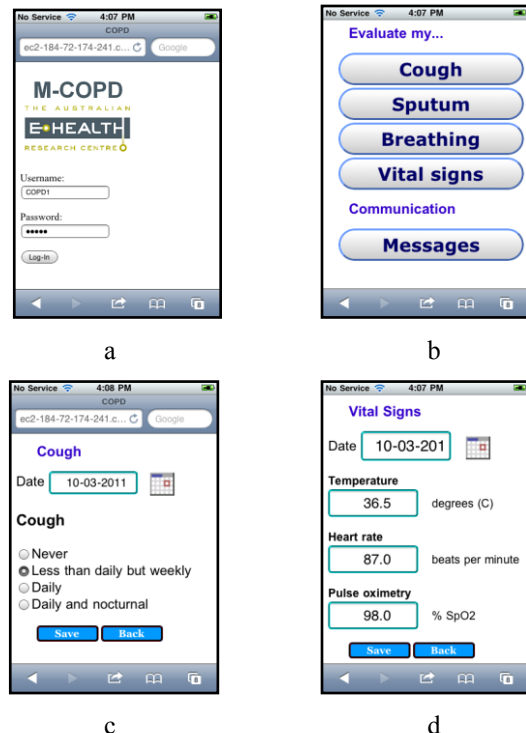 No Service 4:07 PM
COPD
ec2-184-72-174-241.c... Google
M-COPD
THE AUSTRALIAN
E-HEALTH
RESEARCH CENTRE
Username:
COPD1
Password:
•••••
Log-In
a
No Service 4:07 PM
Evaluate my...
Cough
Sputum
Breathing
Vital signs
Communication
Messages
b
No Service 4:08 PM
COPD
ec2-184-72-174-241.c... Google
Cough
Date 10-03-2011
Cough
Never
Less than daily but weekly
Daily
Daily and nocturnal
Save Back
c
No Service 4:07 PM
Vital Signs
Date 10-03-201
Temperature
36.5 degrees (C)
Heart rate
87.0 beats per minute
Pulse oximetry
98.0 % SpO2
Save Back
d